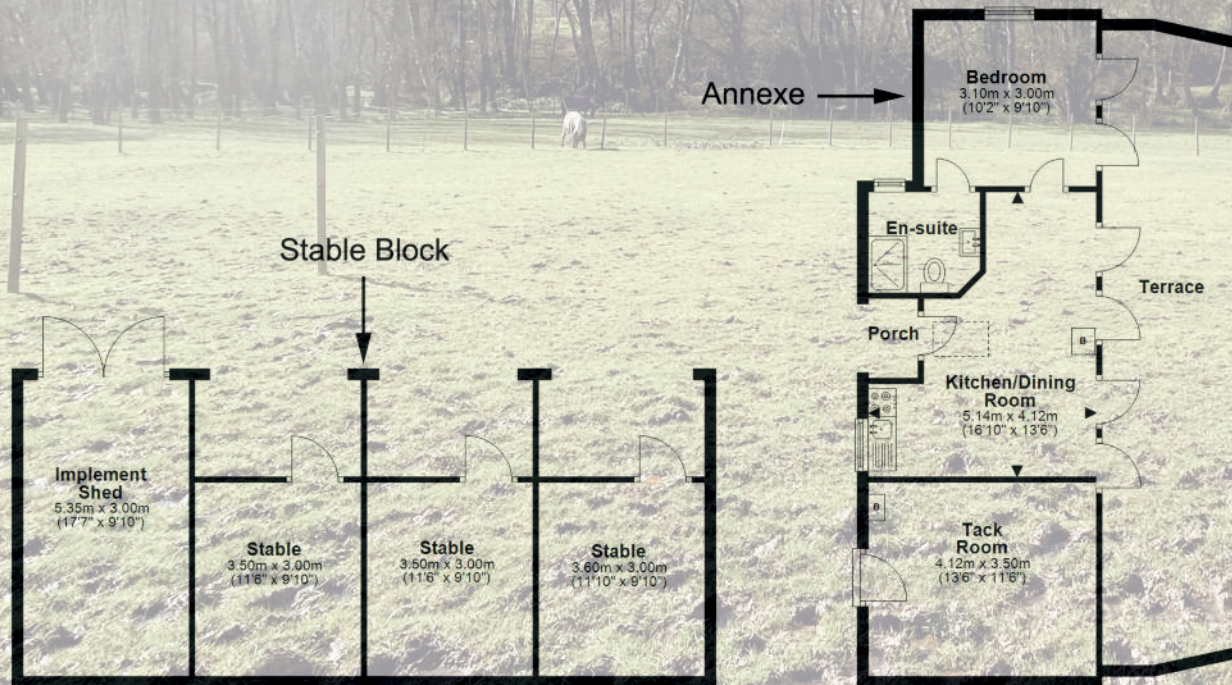 Annexe
Bedroom
3.10m x 3.00m
(10'2" x 9'10")
En-suite
Stable Block
Terrace
Porch
B
Kitchen/Dining
Room
5.14m x 4.12m
(16'10" x 13'6")
Implement
Shed
5.35m x 3.00m
(17'7" x 9'10")
Stable
3.50m x 3.00m
(11'6" x 9'10")
Stable
3.50m x 3.00m
(11'6" x 9'10")
Stable
3.60m x 3.00m
(11'10" x 9'10")
B
Tack
Room
4.12m x 3.50m
(13'6" x 11'6")